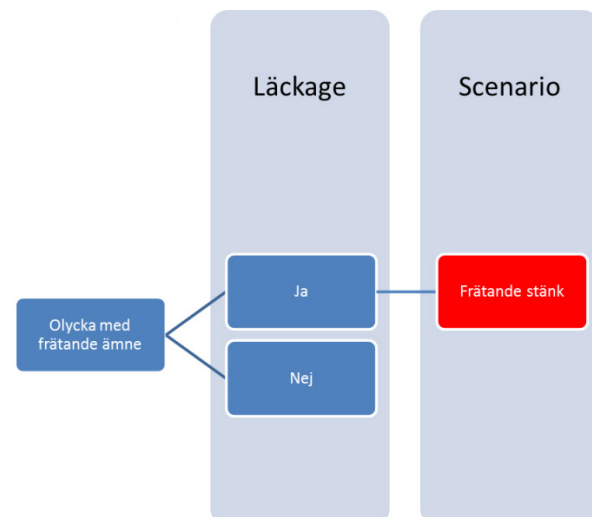 Läckage
Scenario
Ja
Frätande stänk
Olycka med
frätande ämne
Nej